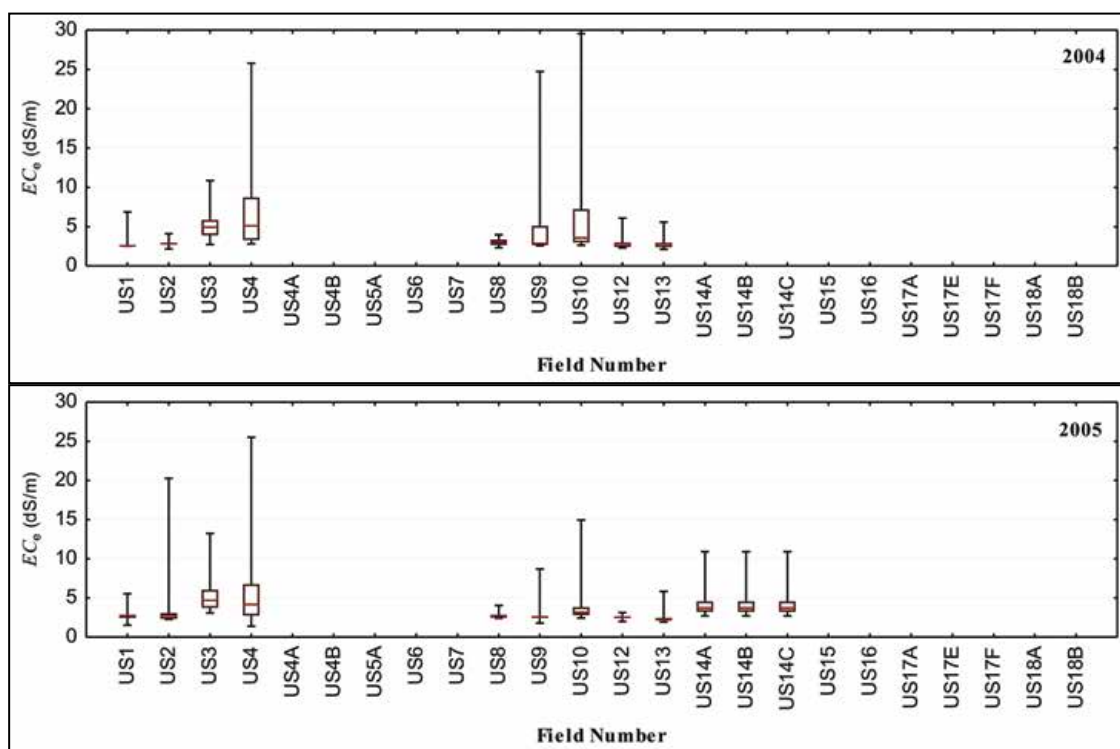 30
2004
25
20
15
10
5
0
ECe (dS/m)
US1 US2 US3 US4 US4A US4B US5A US6 US7 US8 US9 US10 US12 US13 US14A US14B US14C US15 US16 US17A US17E US17F US18A US18B
Field Number
30
2005
25
20
15
10
5
0
ECe (dS/m)
US1 US2 US3 US4 US4A US4B US5A US6 US7 US8 US9 US10 US12 US13 US14A US14B US14C US15 US16 US17A US17E US17F US18A US18B
Field Number